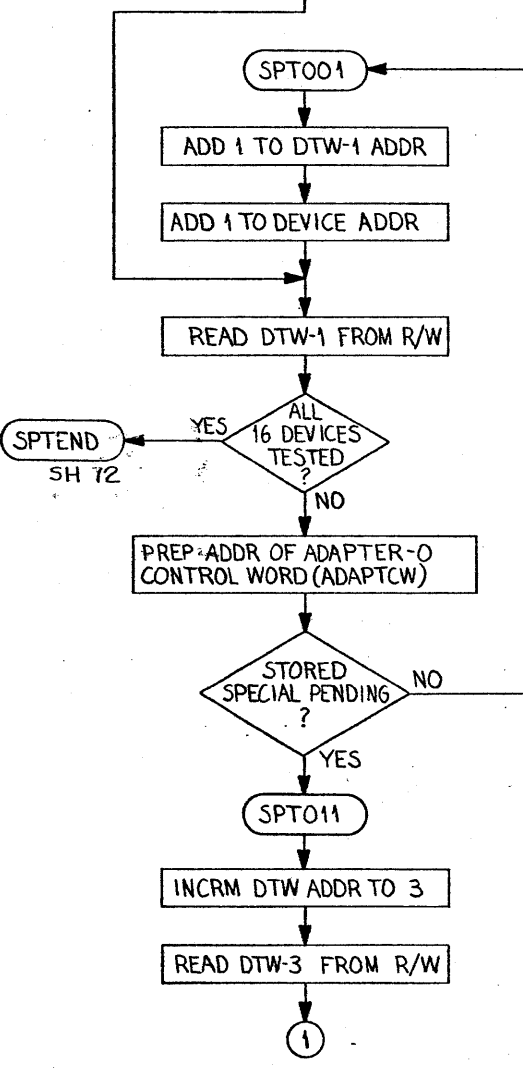 SPT001
ADD 1 TO DTW-1 ADDR
ADD 1 TO DEVICE ADDR
READ DTW-1 FROM R/W
ALL
16 DEVICES
TESTED
?
YES
SPTEND
SH 72
NO
PREP ADDR OF ADAPTER-0
CONTROL WORD (ADAPTCW)
STORED
SPECIAL PENDING
?
NO
YES
SPT011
INCRM DTW ADDR TO 3
READ DTW-3 FROM R/W
1